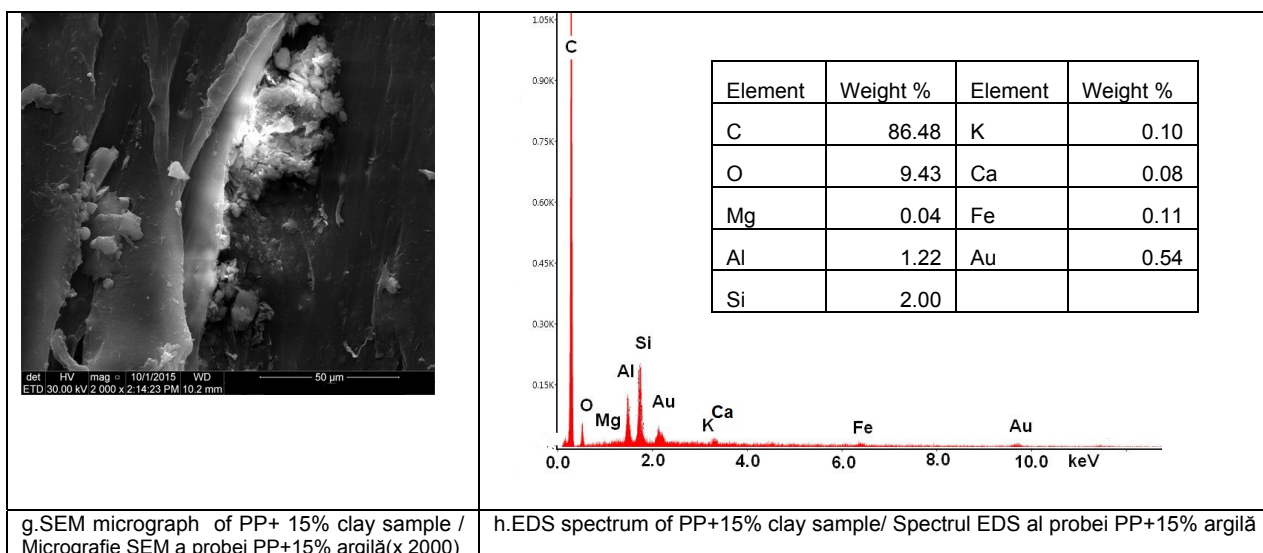 det HV mag 10/1/2015 WD 50 µm
ETD 30.00 kV 2 000 x 2:14:23 PM 10.2 mm
g.SEM micrograph of PP+ 15% clay sample /
Micrografie SEM a probei PP+15% argilă(x 2000)
1.05K
0.90K
0.75K
0.60K
0.45K
0.30K
0.15K
C
O
Mg
Al
Si
Au
K
Ca
Fe
Au
0.0 2.0 4.0 6.0 8.0 10.0 keV
Element Weight % Element Weight %
C 86.48 K 0.10
O 9.43 Ca 0.08
Mg 0.04 Fe 0.11
Al 1.22 Au 0.54
Si 2.00
h.EDS spectrum of PP+15% clay sample/ Spectrul EDS al probei PP+15% argilă